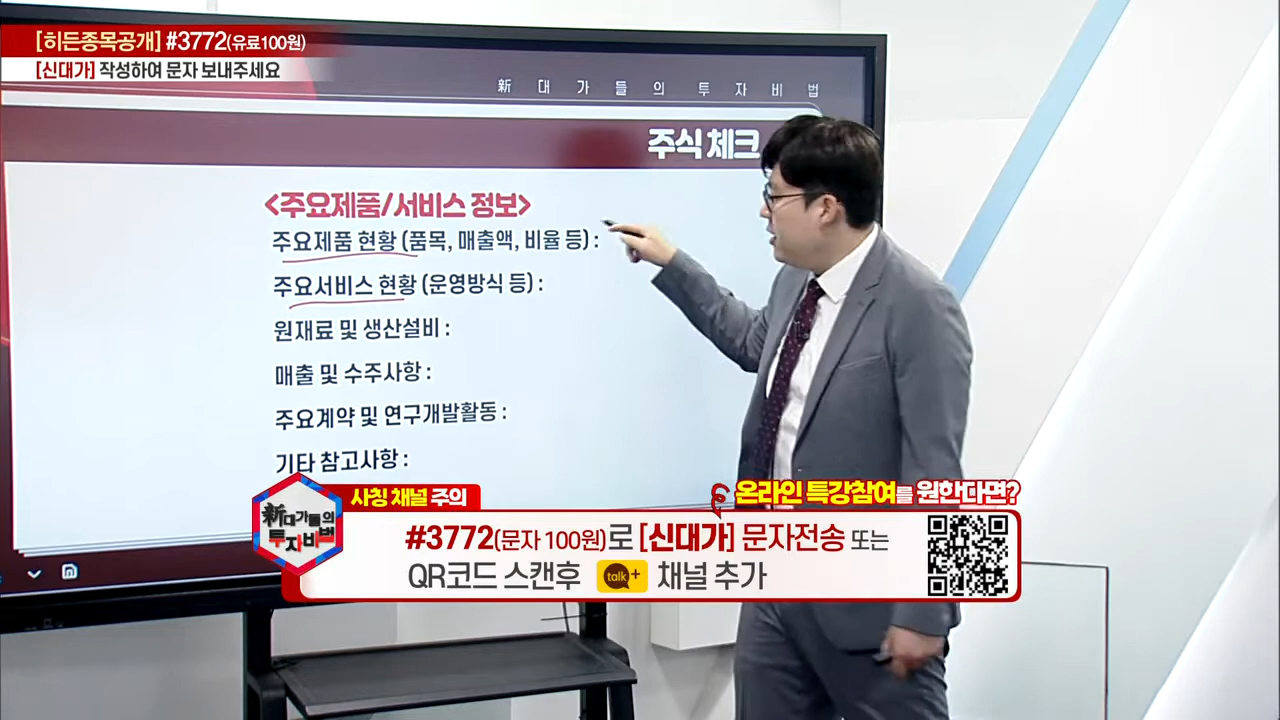 [히든종목공개] #3772(유료100원)
[신대가] 작성하여 문자 보내주세요
新 대 가 들 의 투 자 비 법
주식 체크
<주요제품/서비스 정보>
주요제품 현황 (품목, 매출액, 비율 등) :
주요서비스 현황 (운영방식 등) :
원재료 및 생산설비 :
매출 및 수주사항 :
주요계약 및 연구개발활동 :
기타 참고사항 :
사칭 채널 주의
온라인 특강참여를 원한다면?
新대가들의
투자비법
#3772(문자 100원)로 [신대가] 문자전송 또는
QR코드 스캔후 talk+ 채널 추가